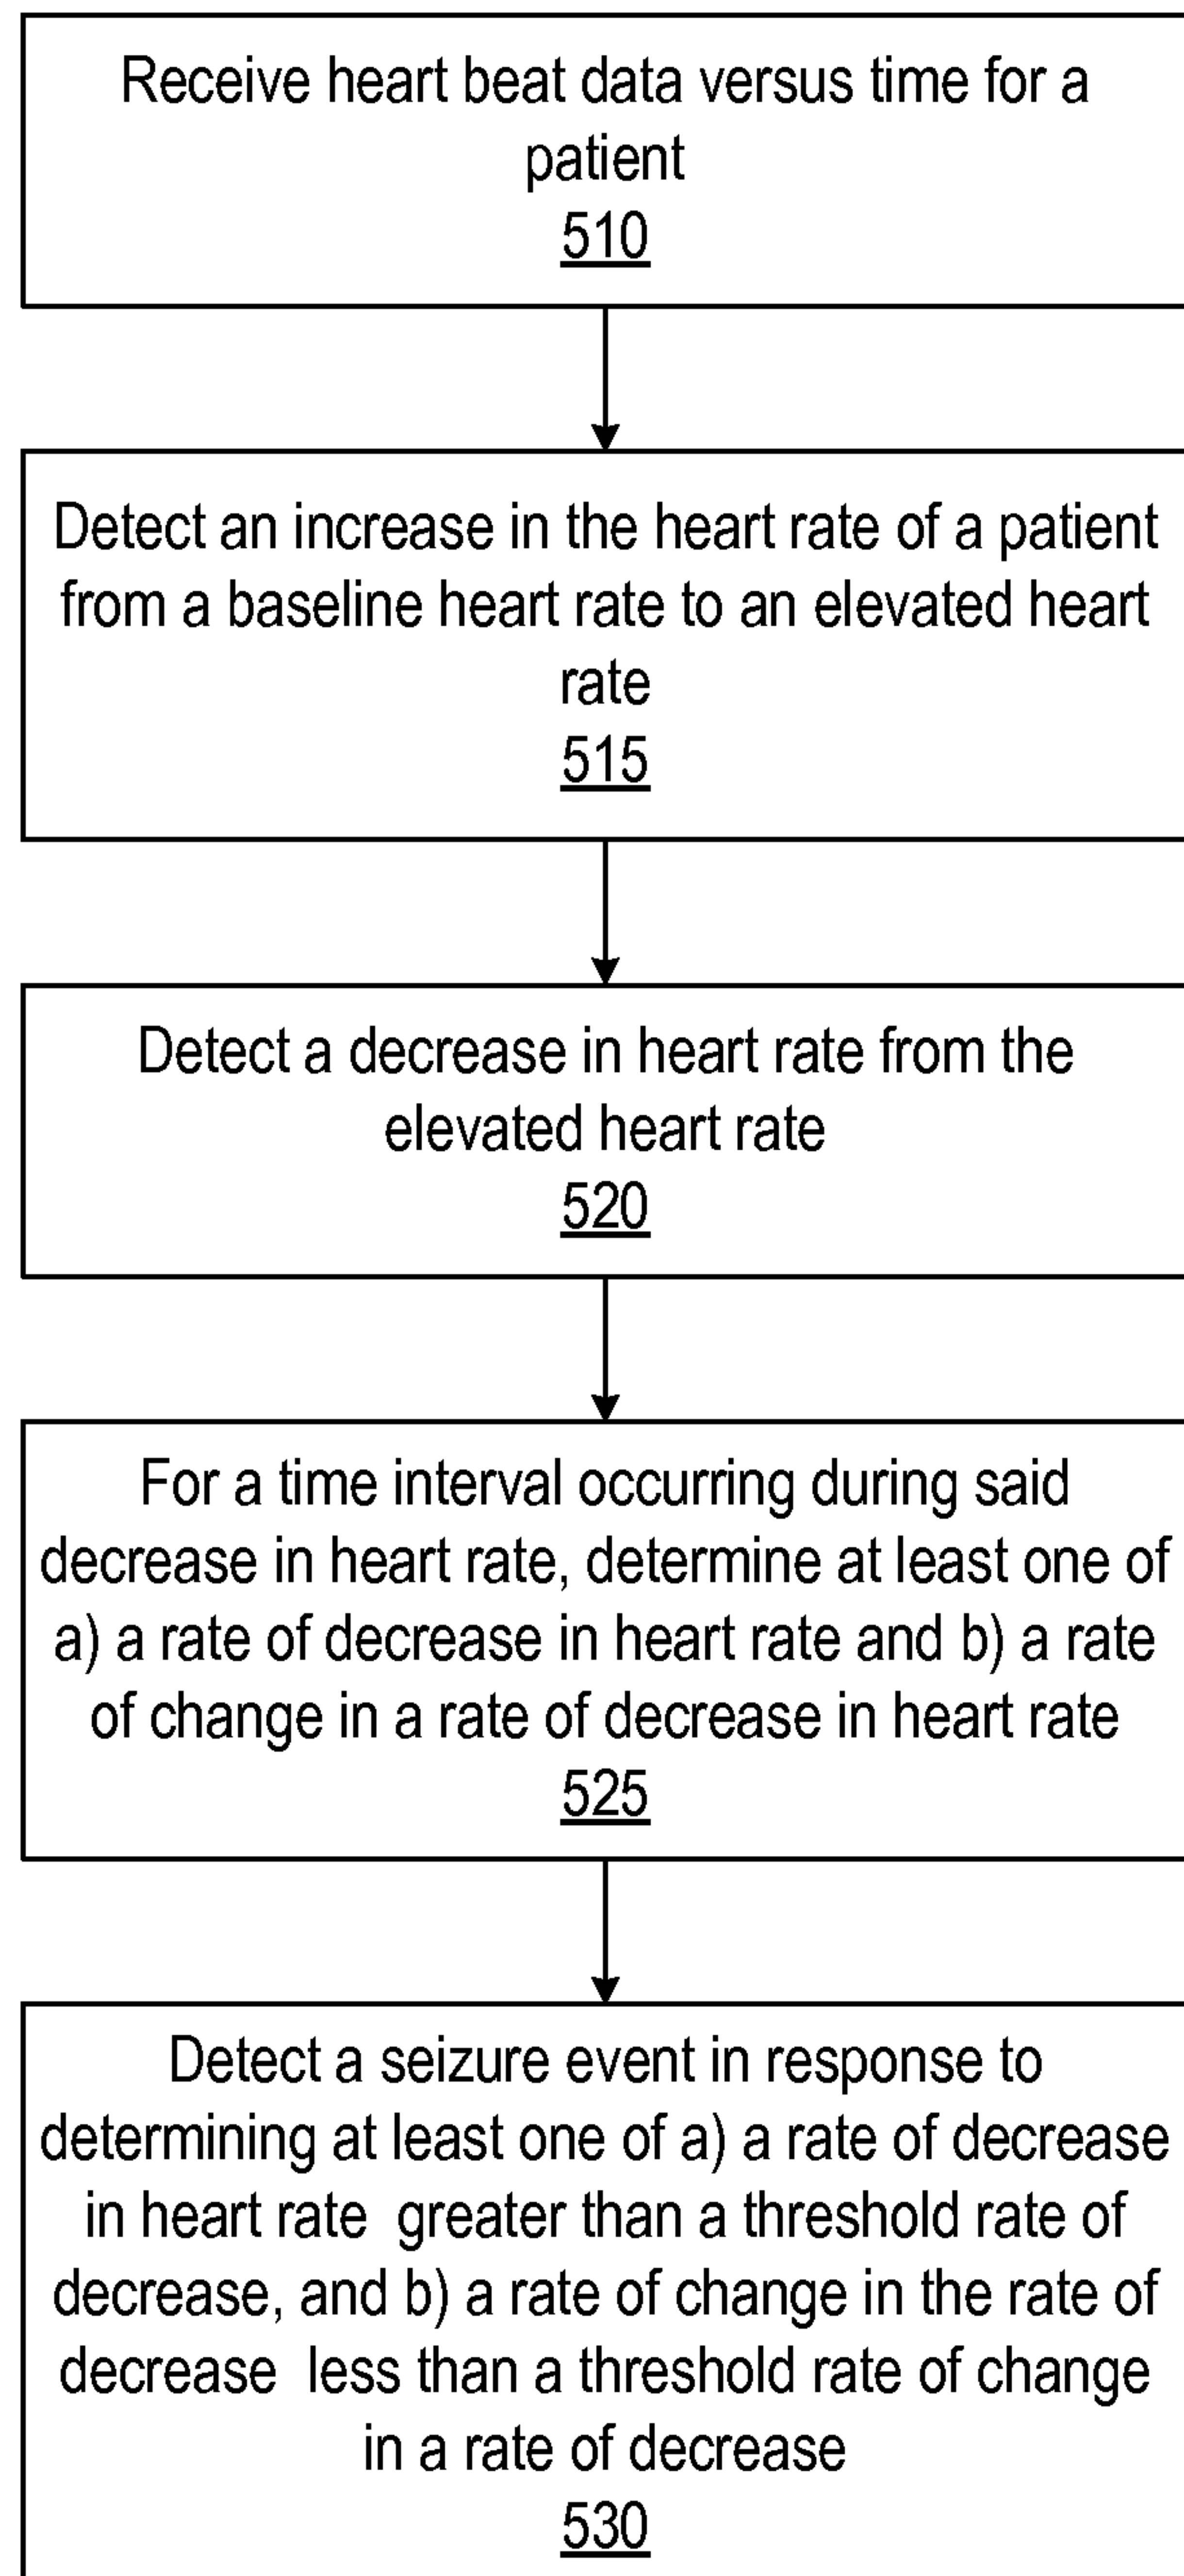 Receive heart beat data versus time for a
patient
510
Detect an increase in the heart rate of a patient
from a baseline heart rate to an elevated heart
rate
515
Detect a decrease in heart rate from the
elevated heart rate
520
For a time interval occurring during said
decrease in heart rate, determine at least one of
a) a rate of decrease in heart rate and b) a rate
of change in a rate of decrease in heart rate
525
Detect a seizure event in response to
determining at least one of a) a rate of decrease
in heart rate greater than a threshold rate of
decrease, and b) a rate of change in the rate of
decrease less than a threshold rate of change
in a rate of decrease
530